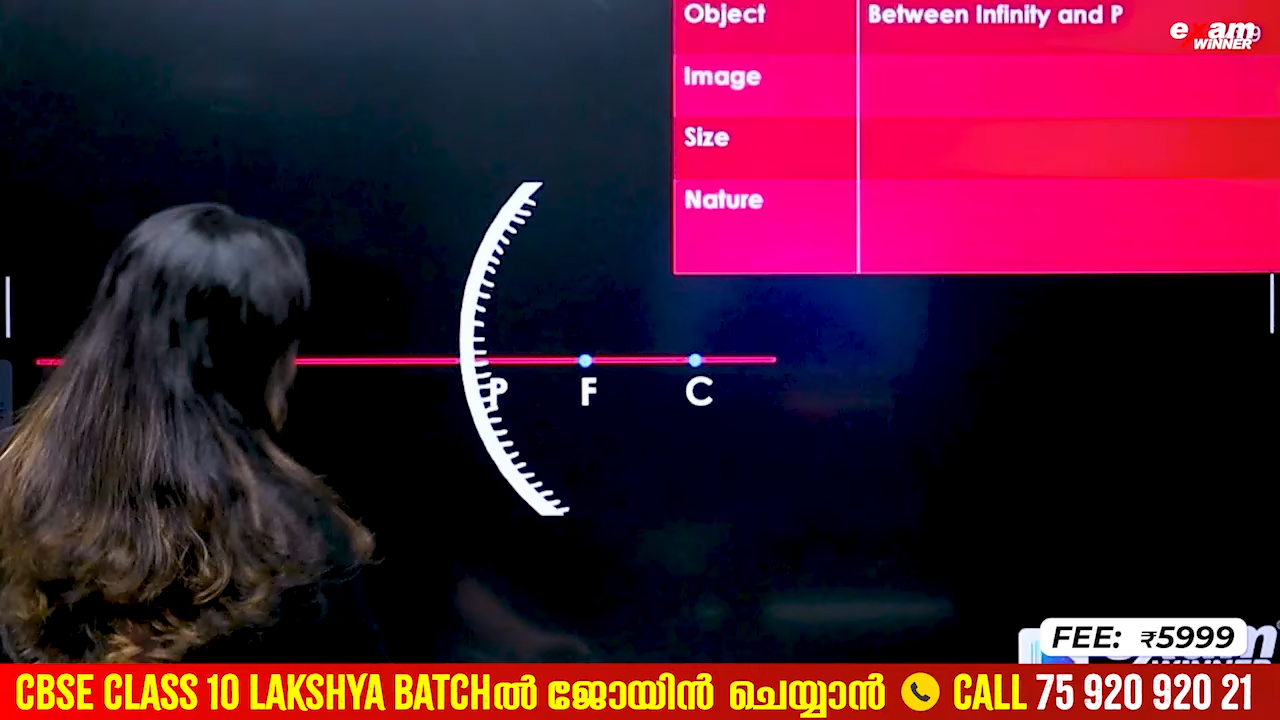 Object Between Infinity and P
exam
WINNER
Image
Size
Nature
P F C
FEE: ₹5999
WINNER
CBSE CLASS 10 LAKSHYA BATCHൽ ജോയിൻ ചെയ്യാൻ CALL 75 920 920 21